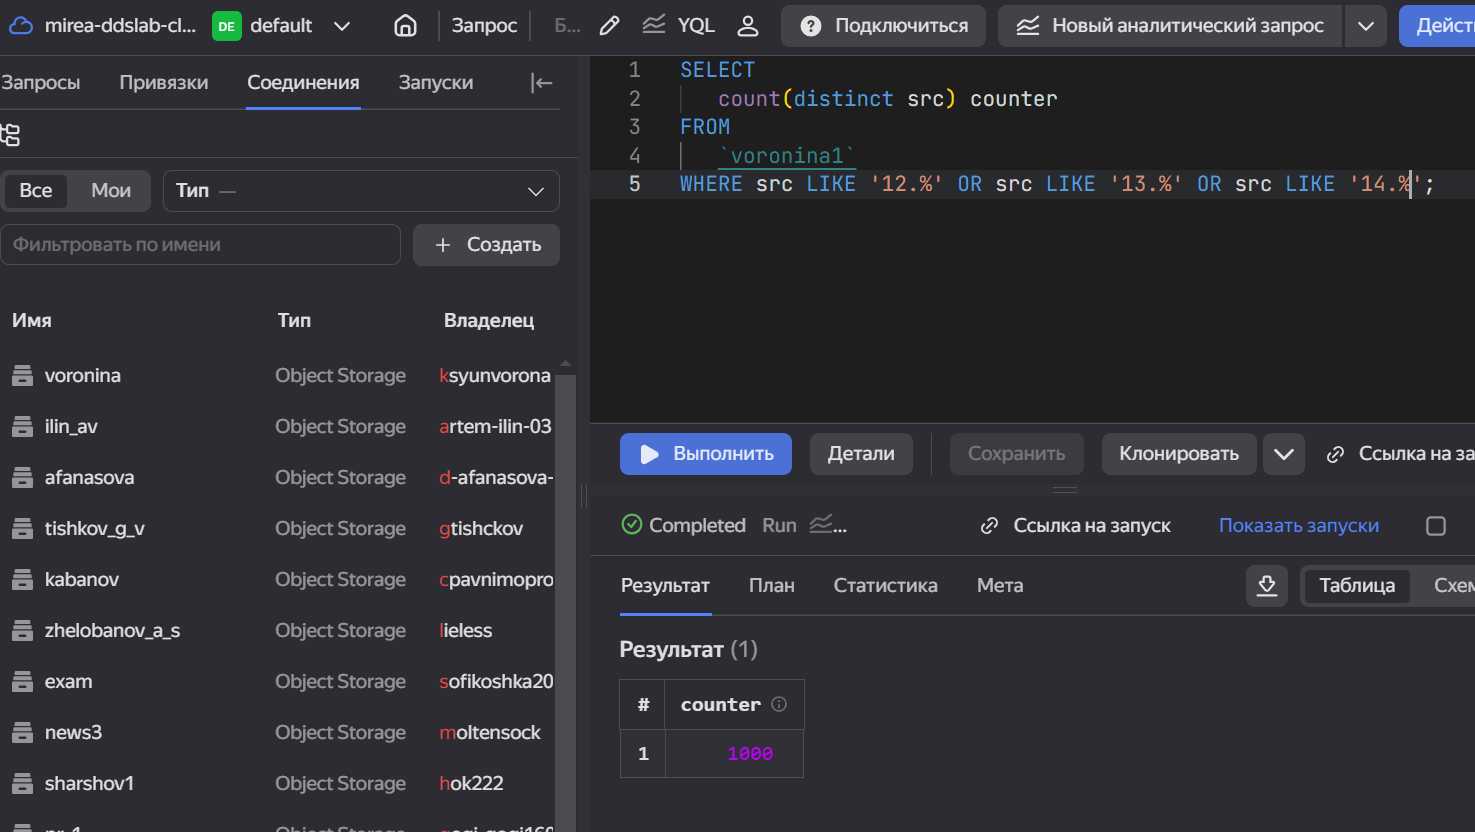 mirea-ddslab-cl... DE default Запрос Б... YQL Подключиться Новый аналитический запрос
Запросы Привязки Соединения Запуски
Все Мои Тип —
Фильтровать по имени + Создать
Имя Тип Владелец
voronina Object Storage ksyunvorona
ilin_av Object Storage artem-ilin-03
afanasova Object Storage d-afanasova-
tishkov_g_v Object Storage gtishckov
kabanov Object Storage cpavnimopro
zhelobanov_a_s Object Storage lieless
exam Object Storage sofikoshka20
news3 Object Storage moltensock
sharshov1 Object Storage hok222
1 SELECT
2 count(distinct src) counter
3 FROM
4 `voronina1`
5 WHERE src LIKE '12.%' OR src LIKE '13.%' OR src LIKE '14.%';
Выполнить Детали Сохранить Клонировать Ссылка на за
Completed Run ... Ссылка на запуск Показать запуски
Результат План Статистика Мета Таблица Схем
Результат (1)
# counter
1 1000